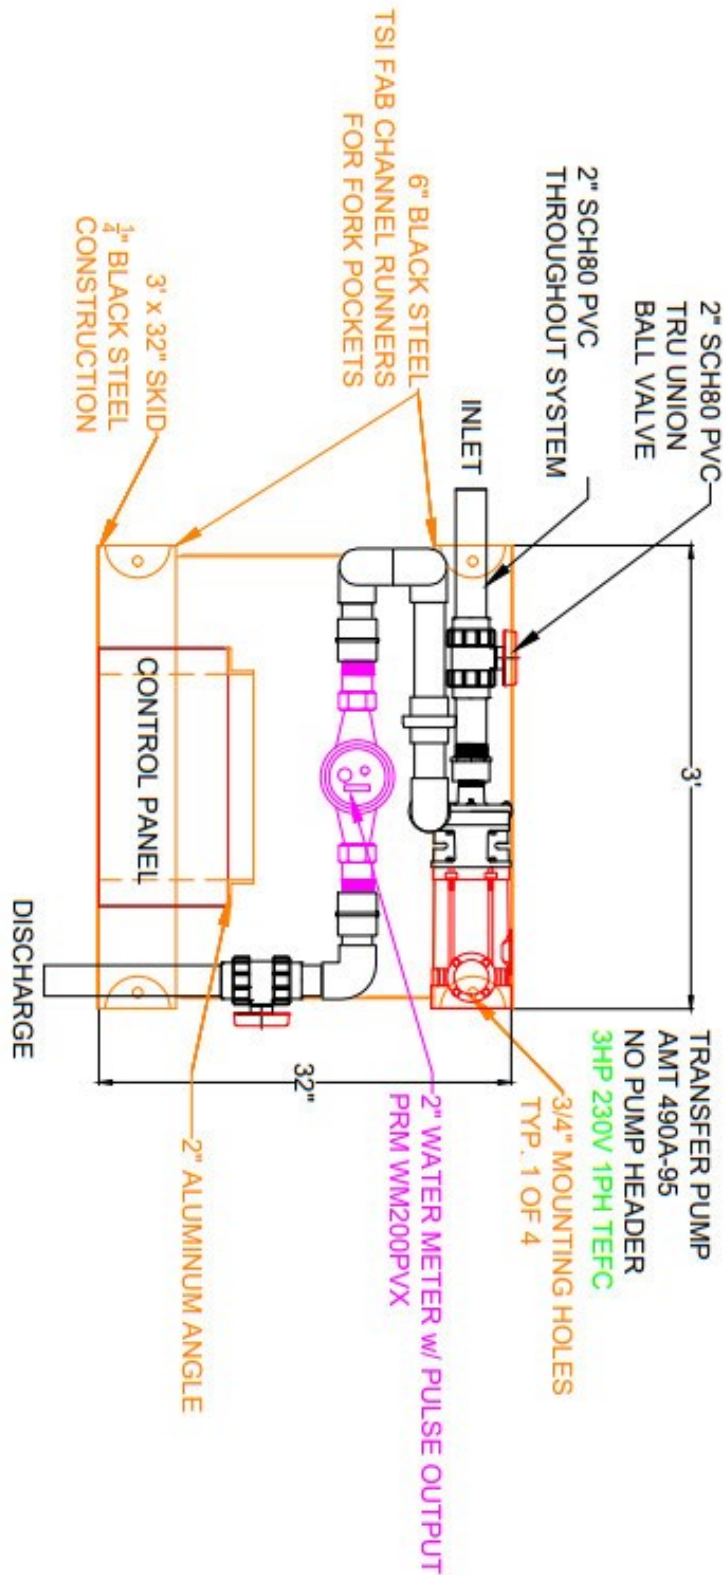 2" SCH80 PVC
TRU UNION
BALL VALVE
2" SCH80 PVC
THROUGHOUT SYSTEM
6" BLACK STEEL
TSI FAB CHANNEL RUNNERS
FOR FORK POCKETS
3' x 32" SKID
1/4" BLACK STEEL
CONSTRUCTION
INLET
3'
CONTROL PANEL
DISCHARGE
32"
TRANSFER PUMP
AMT 490A-95
NO PUMP HEADER
3HP 230V 1PH TEFC
3/4" MOUNTING HOLES
TYP. 1 OF 4
2" WATER METER w/ PULSE OUTPUT
PRM WM200PVX
2" ALUMINUM ANGLE